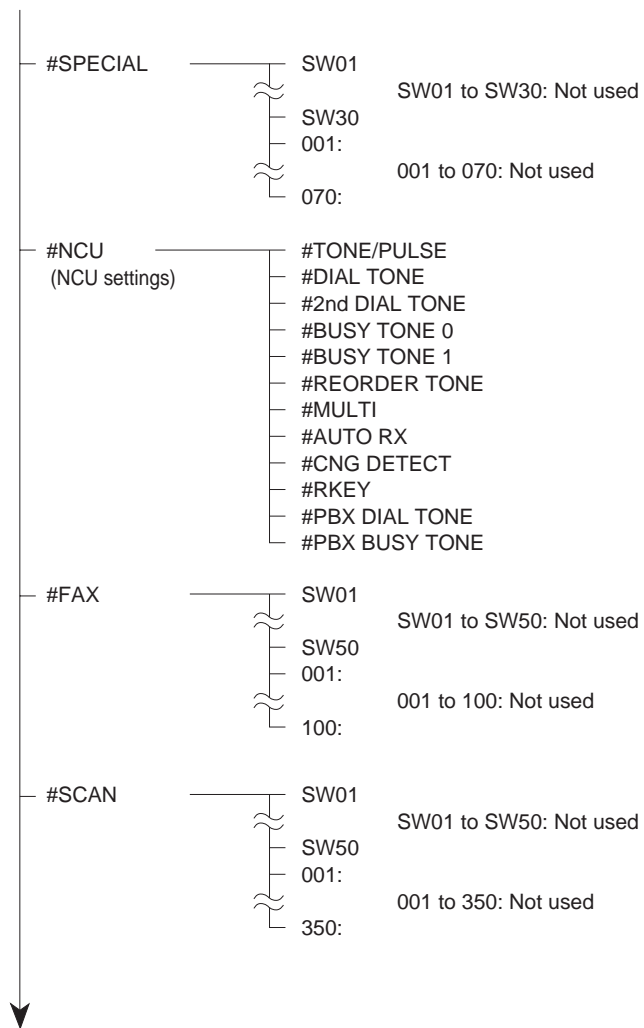 #SPECIAL SW01
SW01 to SW30: Not used
SW30
001:
001 to 070: Not used
070:
#NCU #TONE/PULSE
(NCU settings) #DIAL TONE
#2nd DIAL TONE
#BUSY TONE 0
#BUSY TONE 1
#REORDER TONE
#MULTI
#AUTO RX
#CNG DETECT
#RKEY
#PBX DIAL TONE
#PBX BUSY TONE
#FAX SW01
SW01 to SW50: Not used
SW50
001:
001 to 100: Not used
100:
#SCAN SW01
SW01 to SW50: Not used
SW50
001:
001 to 350: Not used
350: